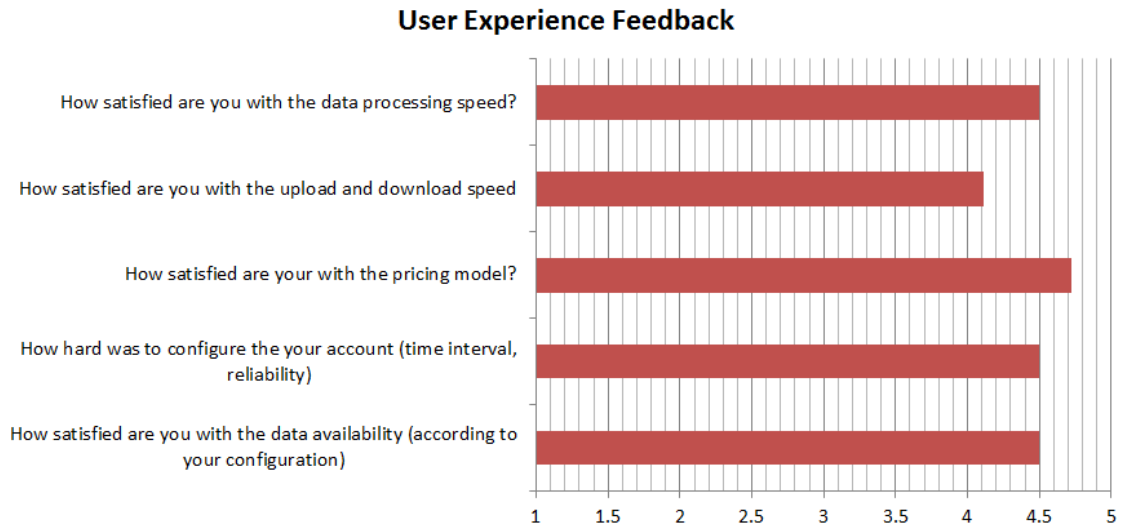 User Experience Feedback
How satisfied are you with the data processing speed?
How satisfied are you with the upload and download speed
How satisfied are your with the pricing model?
How hard was to configure the your account (time interval,
reliability)
How satisfied are you with the data availability (according to
your configuration)
1 1.5 2 2.5 3 3.5 4 4.5 5